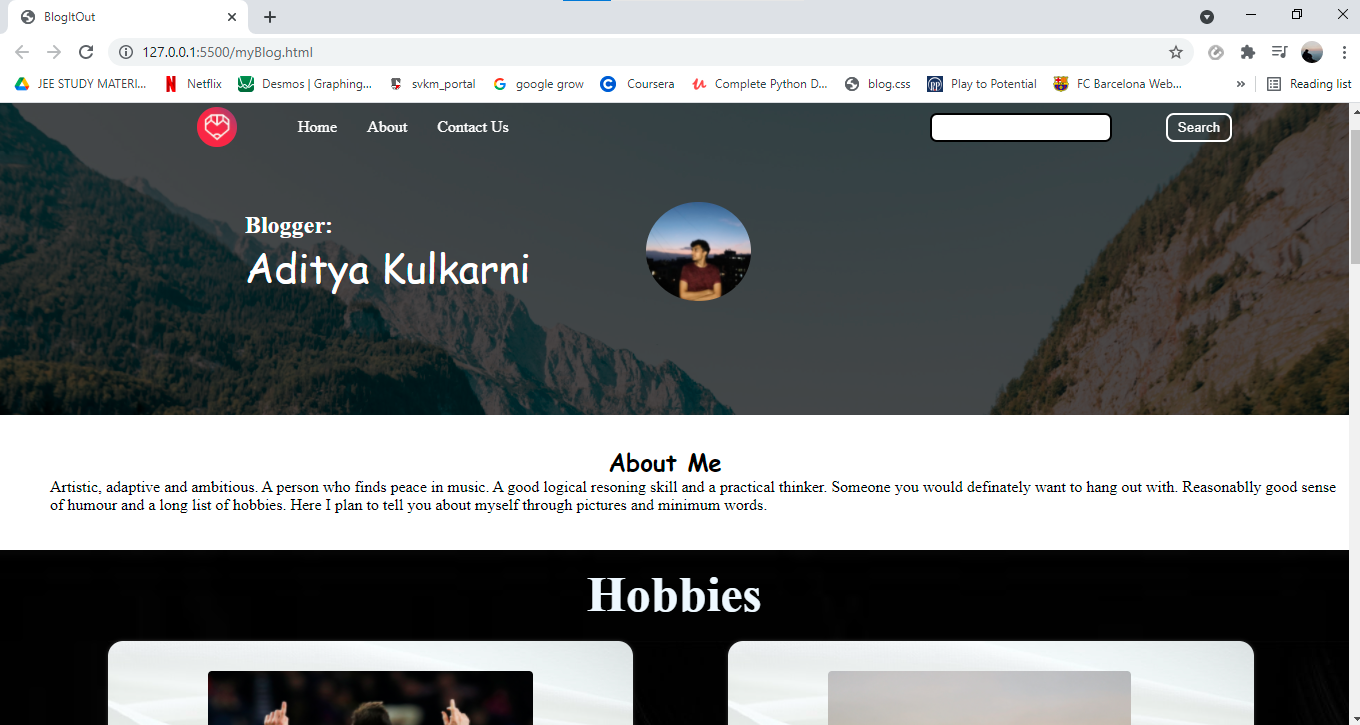 BlogItOut
127.0.0.1:5500/myBlog.html
JEE STUDY MATERI... Netflix Desmos | Graphing... svkm_portal google grow Coursera Complete Python D... blog.css Play to Potential FC Barcelona Web... » Reading list
Home About Contact Us Search
Blogger:
Aditya Kulkarni
About Me
Artistic, adaptive and ambitious. A person who finds peace in music. A good logical resoning skill and a practical thinker. Someone you would definately want to hang out with. Reasonablly good sense
of humour and a long list of hobbies. Here I plan to tell you about myself through pictures and minimum words.
Hobbies